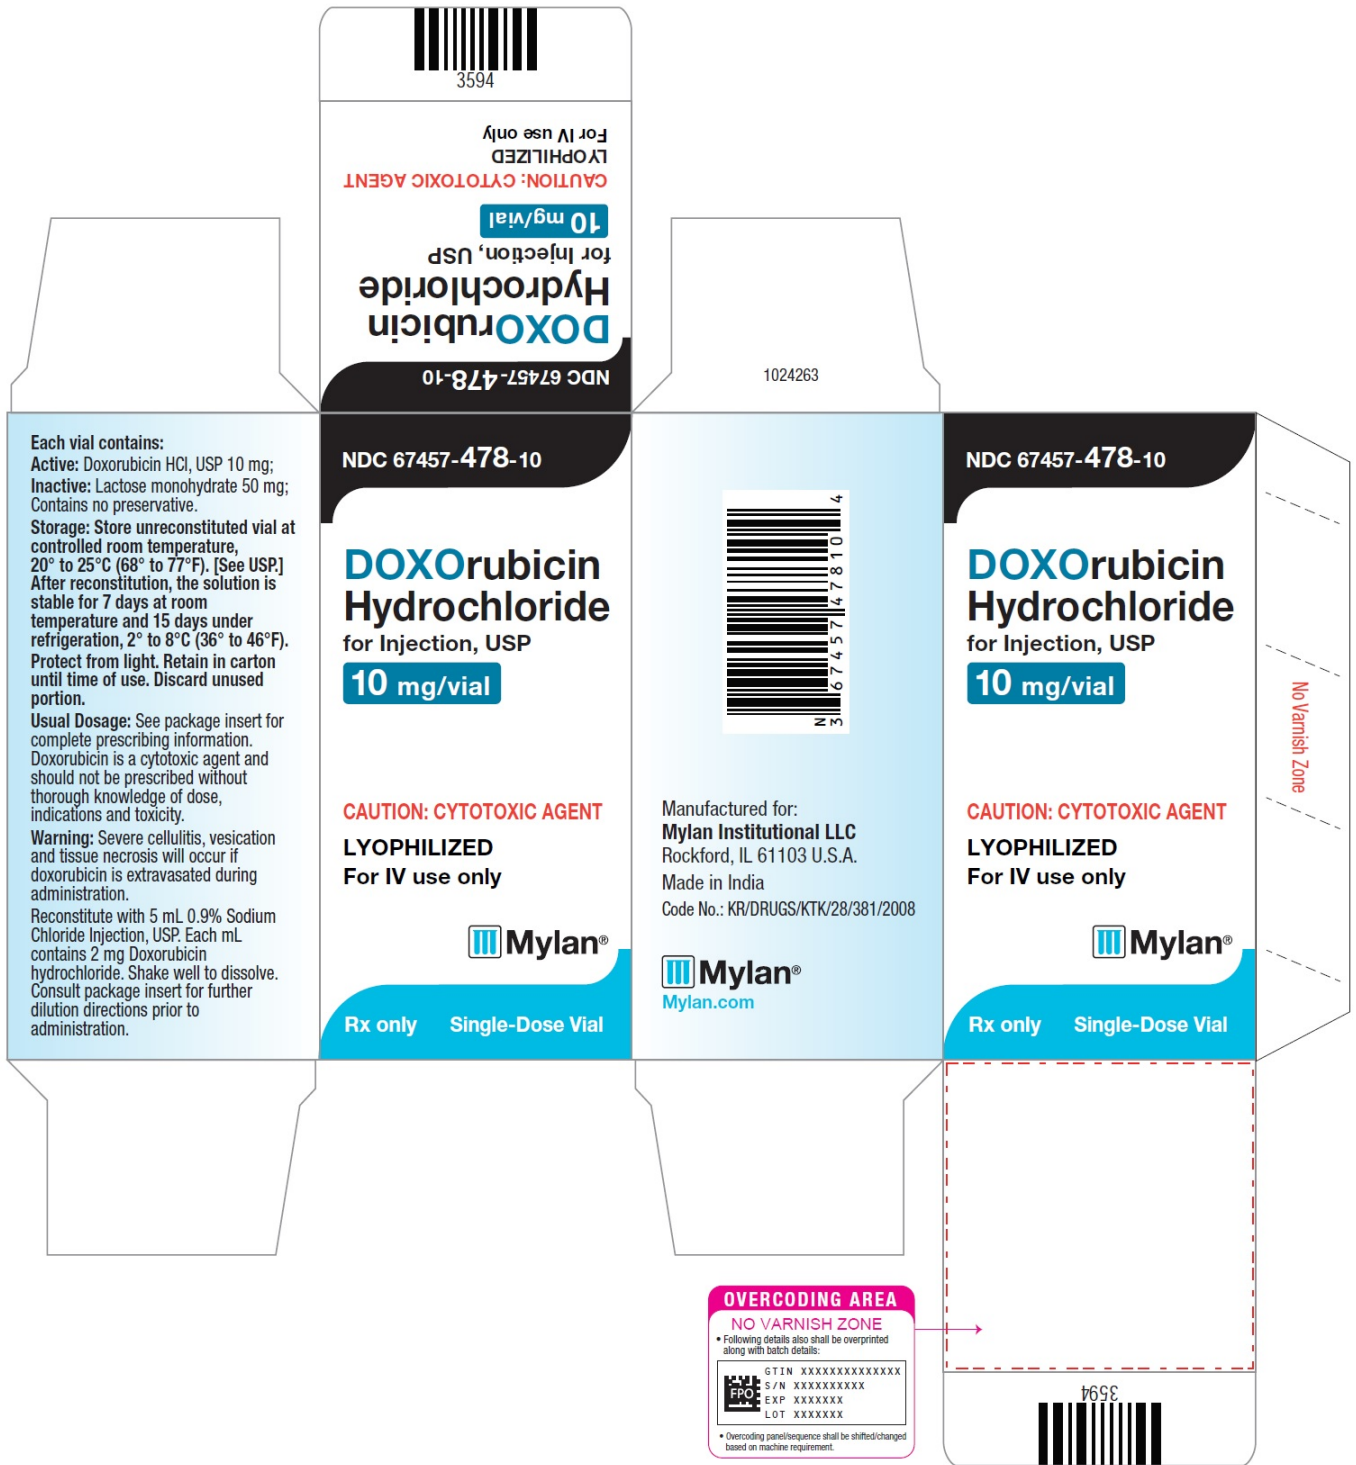 3594
For IV use only
LYOPHILIZED
CAUTION: CYTOTOXIC AGENT
10 mg/vial
for Injection, USP
Hydrochloride
DOXOrubicin
NDC 67457-478-10
1024263
Each vial contains:
Active: Doxorubicin HCl, USP 10 mg;
Inactive: Lactose monohydrate 50 mg;
Contains no preservative.
Storage: Store unreconstituted vial at
controlled room temperature,
20° to 25°C (68° to 77°F). [See USP.]
After reconstitution, the solution is
stable for 7 days at room
temperature and 15 days under
refrigeration, 2° to 8°C (36° to 46°F).
Protect from light. Retain in carton
until time of use. Discard unused
portion.
Usual Dosage: See package insert for
complete prescribing information.
Doxorubicin is a cytotoxic agent and
should not be prescribed without
thorough knowledge of dose,
indications and toxicity.
Warning: Severe cellulitis, vesication
and tissue necrosis will occur if
doxorubicin is extravasated during
administration.
Reconstitute with 5 mL 0.9% Sodium
Chloride Injection, USP. Each mL
contains 2 mg Doxorubicin
hydrochloride. Shake well to dissolve.
Consult package insert for further
dilution directions prior to
administration.
NDC 67457-478-10
DOXOrubicin
Hydrochloride
for Injection, USP
10 mg/vial
CAUTION: CYTOTOXIC AGENT
LYOPHILIZED
For IV use only
Mylan®
Rx only Single-Dose Vial
N 3 67457 47810 4
Manufactured for:
Mylan Institutional LLC
Rockford, IL 61103 U.S.A.
Made in India
Code No.: KR/DRUGS/KTK/28/381/2008
Mylan®
Mylan.com
NDC 67457-478-10
DOXOrubicin
Hydrochloride
for Injection, USP
10 mg/vial
CAUTION: CYTOTOXIC AGENT
LYOPHILIZED
For IV use only
Mylan®
Rx only Single-Dose Vial
No Varnish Zone
OVERCODING AREA
NO VARNISH ZONE
• Following details also shall be overprinted
along with batch details:
FPO
GTIN XXXXXXXXXXXXXX
S/N XXXXXXXXXX
EXP XXXXXXX
LOT XXXXXXX
• Overcoding panel/sequence shall be shifted/changed
based on machine requirement.
3594